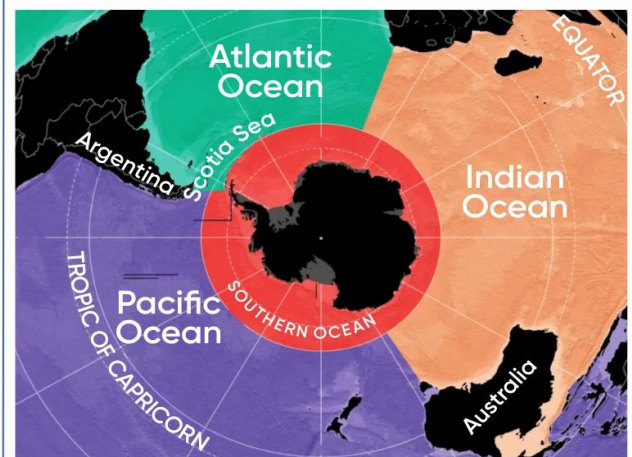 Atlantic
Ocean
EQUATOR
Scotia Sea
Argentina
Indian
Ocean
SOUTHERN OCEAN
Pacific
Ocean
TROPIC OF CAPRICORN
Australia